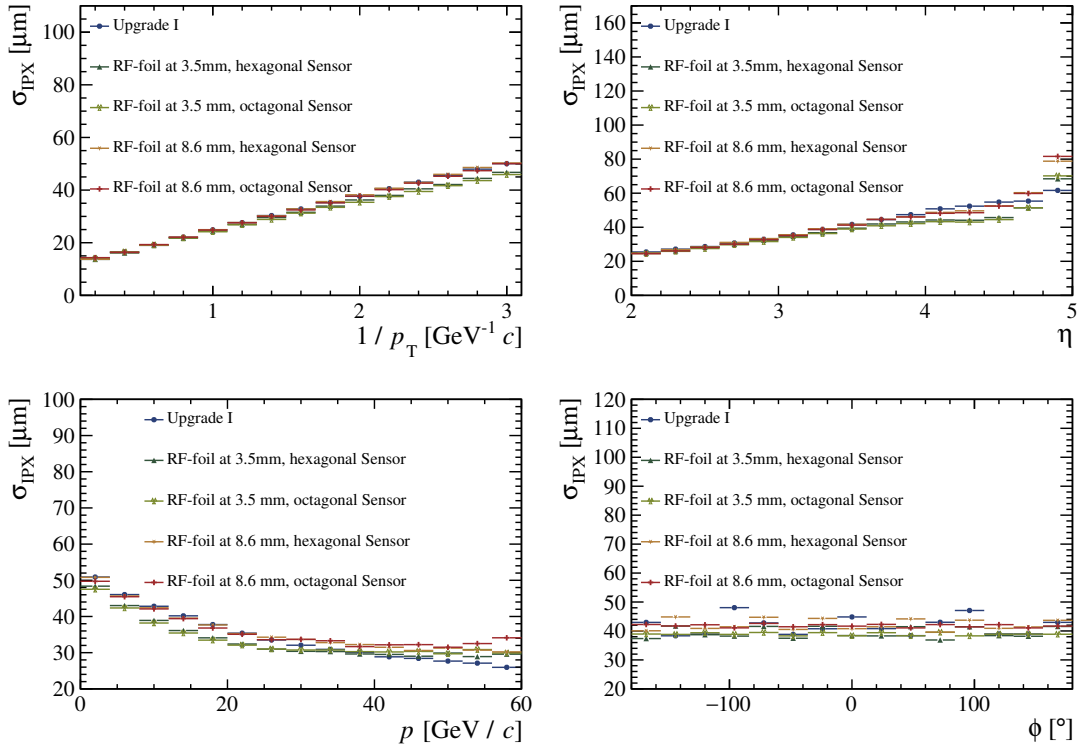 σIPX [μm]
100
80
60
40
20
0
Upgrade I
RF-foil at 3.5mm, hexagonal Sensor
RF-foil at 3.5 mm, octagonal Sensor
RF-foil at 8.6 mm, hexagonal Sensor
RF-foil at 8.6 mm, octagonal Sensor
1 2 3
1 / pT [GeV-1 c]
σIPX [μm]
160
140
120
100
80
60
40
20
0
Upgrade I
RF-foil at 3.5mm, hexagonal Sensor
RF-foil at 3.5 mm, octagonal Sensor
RF-foil at 8.6 mm, hexagonal Sensor
RF-foil at 8.6 mm, octagonal Sensor
2 3 4 5
η
σIPX [μm]
100
90
80
70
60
50
40
30
20
Upgrade I
RF-foil at 3.5mm, hexagonal Sensor
RF-foil at 3.5 mm, octagonal Sensor
RF-foil at 8.6 mm, hexagonal Sensor
RF-foil at 8.6 mm, octagonal Sensor
0 20 40 60
p [GeV / c]
σIPX [μm]
120
110
100
90
80
70
60
50
40
30
20
Upgrade I
RF-foil at 3.5mm, hexagonal Sensor
RF-foil at 3.5 mm, octagonal Sensor
RF-foil at 8.6 mm, hexagonal Sensor
RF-foil at 8.6 mm, octagonal Sensor
−100 0 100
ϕ [°]